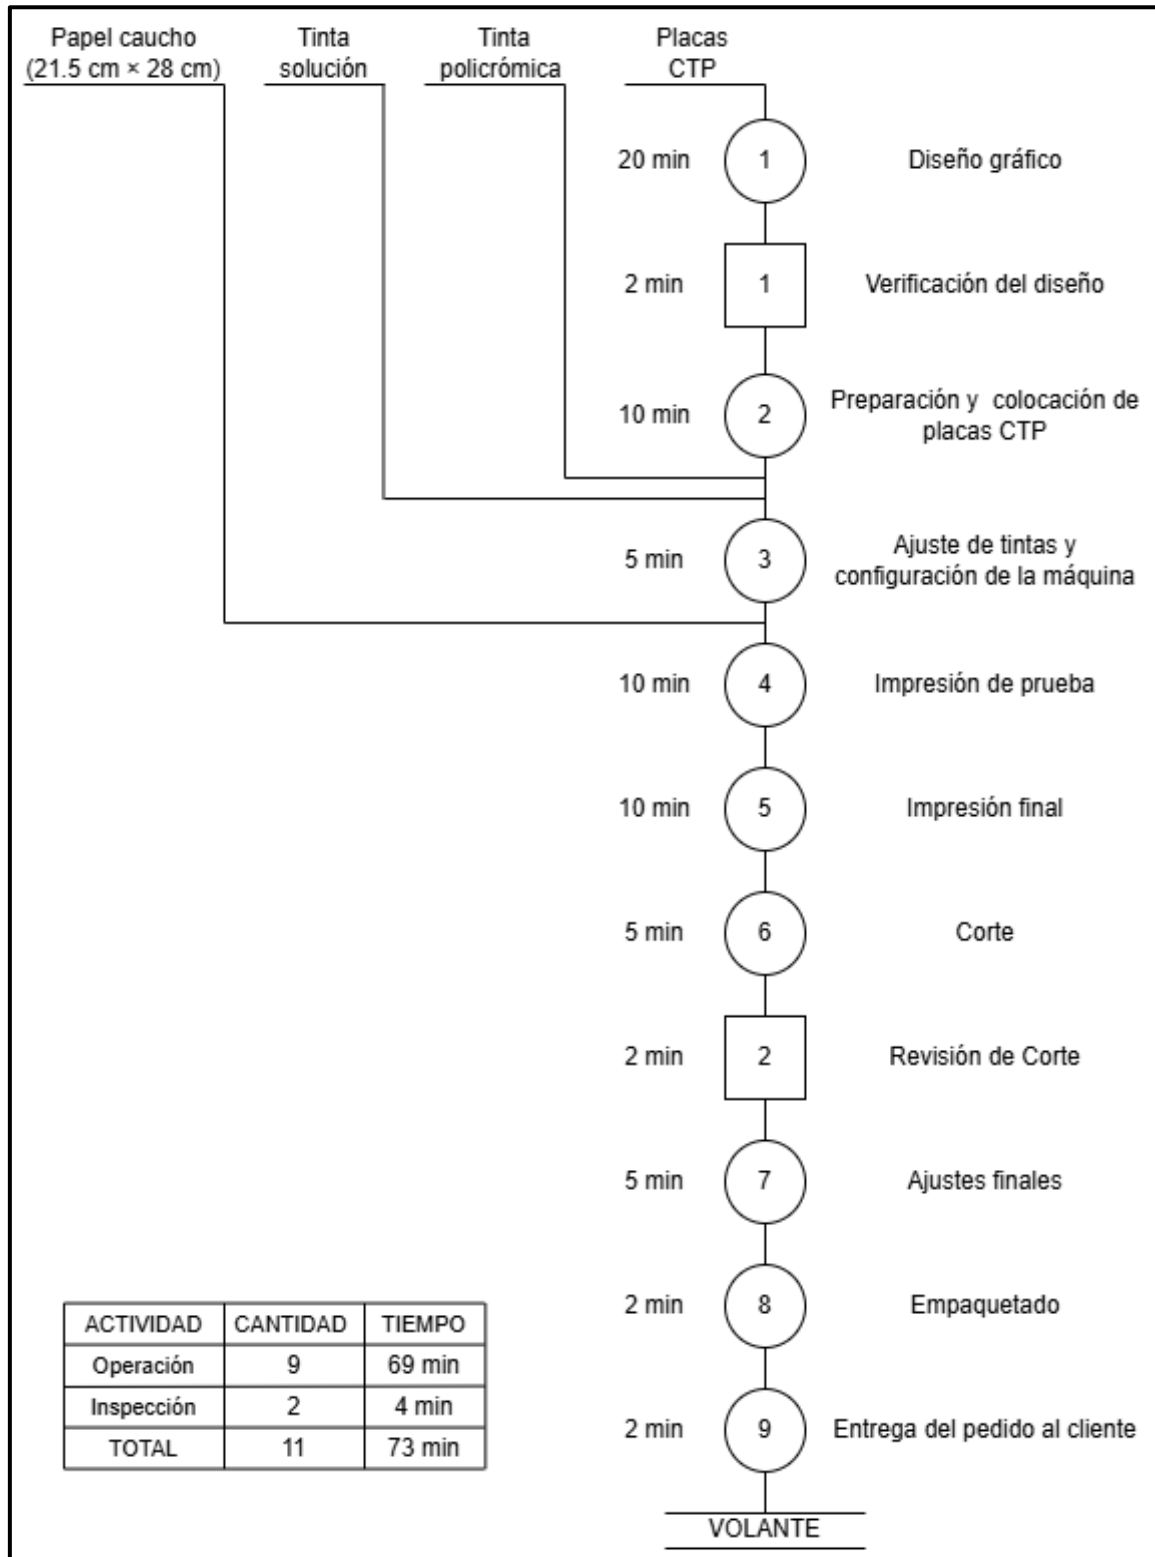 Papel caucho
(21.5 cm × 28 cm)
Tinta
solución
Tinta
policrómica
Placas
CTP
20 min
1
Diseño gráfico
2 min
1
Verificación del diseño
10 min
2
Preparación y colocación de
placas CTP
5 min
3
Ajuste de tintas y
configuración de la máquina
10 min
4
Impresión de prueba
10 min
5
Impresión final
5 min
6
Corte
2 min
2
Revisión de Corte
5 min
7
Ajustes finales
2 min
8
Empaquetado
2 min
9
Entrega del pedido al cliente
VOLANTE
ACTIVIDAD CANTIDAD TIEMPO
Operación 9 69 min
Inspección 2 4 min
TOTAL 11 73 min